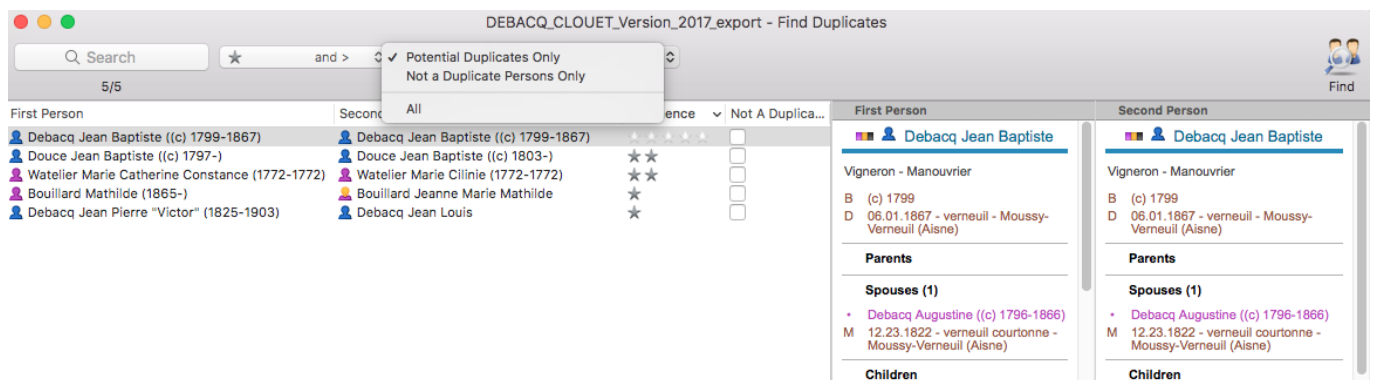 DEBACQ_CLOUET_Version_2017_export - Find Duplicates
Search
and >
Potential Duplicates Only
Not a Duplicate Persons Only
All
5/5
Find
First Person
Second
ence
Not A Duplica...
Debacq Jean Baptiste ((c) 1799-1867)
Debacq Jean Baptiste ((c) 1799-1867)
Douce Jean Baptiste ((c) 1797-)
Douce Jean Baptiste ((c) 1803-)
Watelier Marie Catherine Constance (1772-1772)
Watelier Marie Cilinie (1772-1772)
Bouillard Mathilde (1865-)
Bouillard Jeanne Marie Mathilde
Debacq Jean Pierre "Victor" (1825-1903)
Debacq Jean Louis
First Person
Debacq Jean Baptiste
Vigneron - Manouvrier
B (c) 1799
D 06.01.1867 - verneuil - Moussy-
Verneuil (Aisne)
Parents
Spouses (1)
• Debacq Augustine ((c) 1796-1866)
M 12.23.1822 - verneuil courtonne -
Moussy-Verneuil (Aisne)
Children
Second Person
Debacq Jean Baptiste
Vigneron - Manouvrier
B (c) 1799
D 06.01.1867 - verneuil - Moussy-
Verneuil (Aisne)
Parents
Spouses (1)
• Debacq Augustine ((c) 1796-1866)
M 12.23.1822 - verneuil courtonne -
Moussy-Verneuil (Aisne)
Children